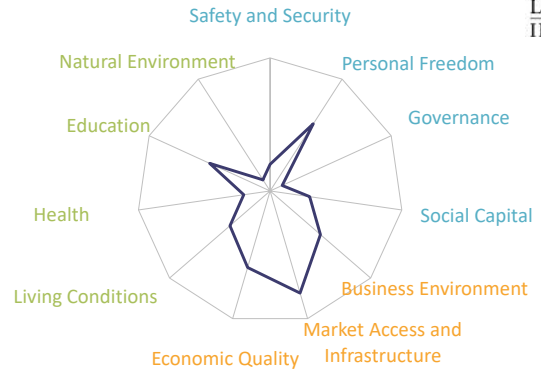 Safety and Security
Natural Environment
Personal Freedom
Education
Governance
Health
Social Capital
Living Conditions
Business Environment
Market Access and
Infrastructure
Economic Quality